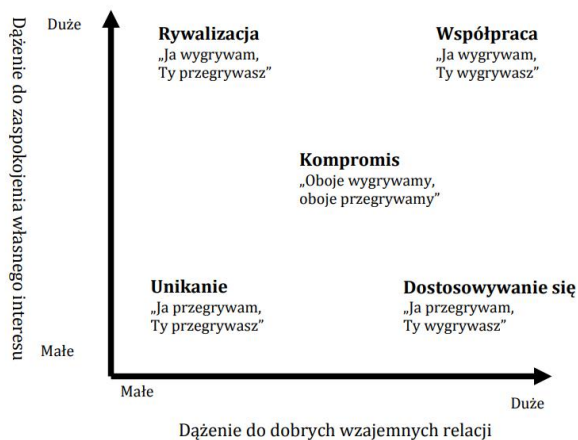 Dążenie do zaspokojenia własnego interesu
Duże
Rywalizacja
„Ja wygrywam,
Ty przegrywasz”
Współpraca
„Ja wygrywam,
Ty wygrywasz”
Kompromis
„Oboje wygrywamy,
oboje przegrywamy”
Unikanie
„Ja przegrywam,
Ty przegrywasz”
Dostosowywanie się
„Ja przegrywam,
Ty wygrywasz”
Małe
Małe
Duże
Dążenie do dobrych wzajemnych relacji